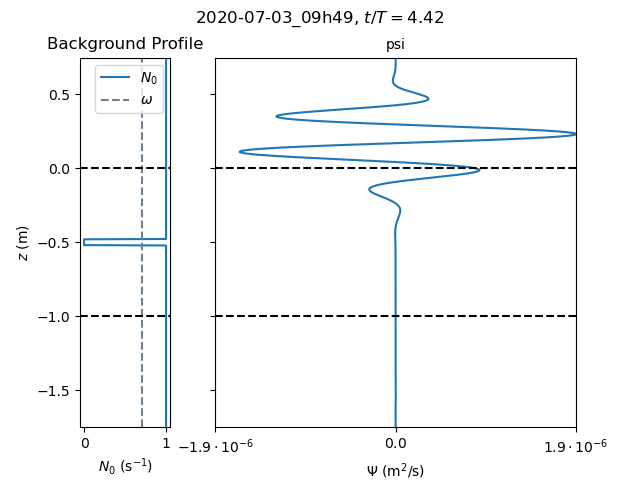 2020-07-03_09h49, t/T = 4.42
Background Profile
psi
N₀
ω
z (m)
0.5
0.0
−0.5
−1.0
−1.5
0 1
−1.9 · 10⁻⁶ 0.0 1.9 · 10⁻⁶
N₀ (s⁻¹)
Ψ (m²/s)